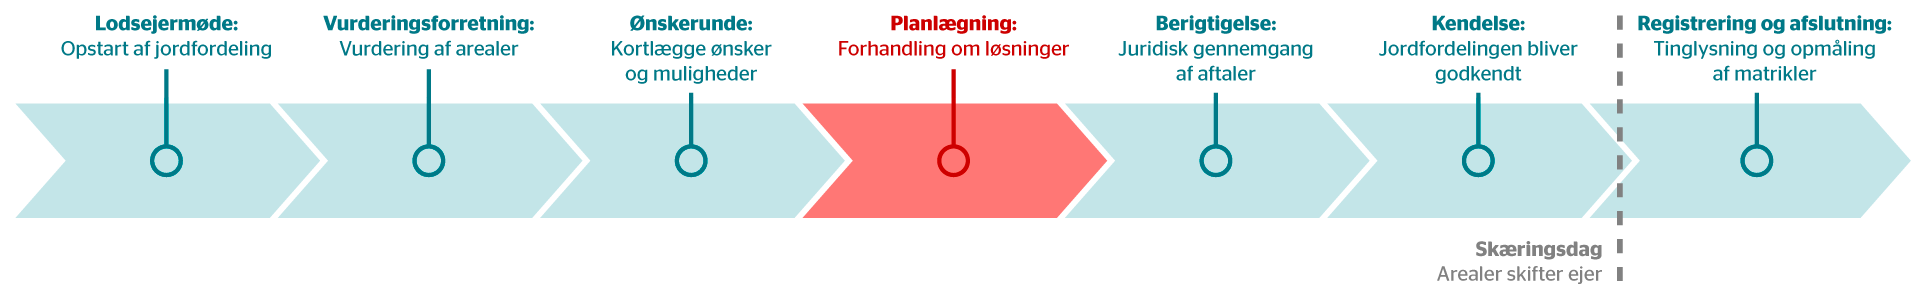 Lodsejermøde:
Opstart af jordfordeling
Vurderingsforretning:
Vurdering af arealer
Ønskerunde:
Kortlægge ønsker
og muligheder
Planlægning:
Forhandling om løsninger
Berigtigelse:
Juridisk gennemgang
af aftaler
Kendelse:
Jordfordelingen bliver
godkendt
Registrering og afslutning:
Tinglysning og opmåling
af matrikler
Skæringsdag
Arealer skifter ejer